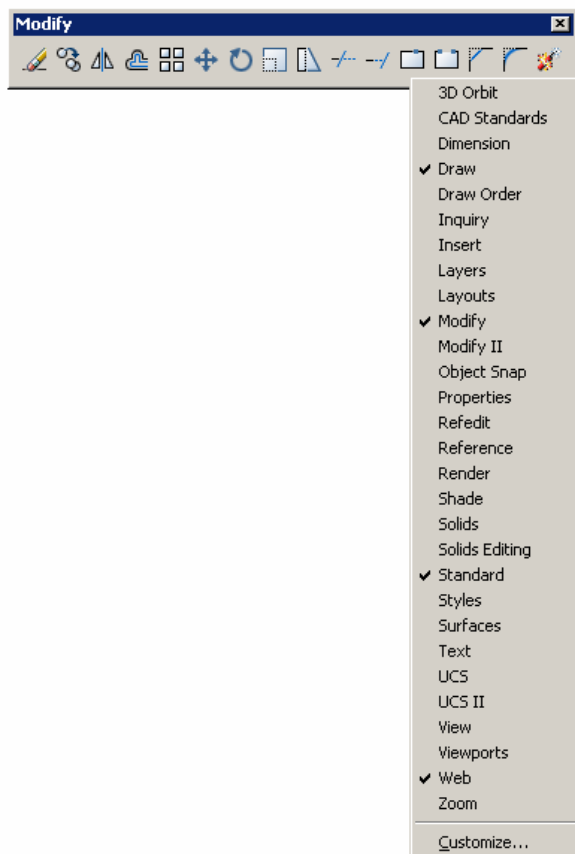 Modify
3D Orbit
CAD Standards
Dimension
Draw
Draw Order
Inquiry
Insert
Layers
Layouts
Modify
Modify II
Object Snap
Properties
Refedit
Reference
Render
Shade
Solids
Solids Editing
Standard
Styles
Surfaces
Text
UCS
UCS II
View
Viewports
Web
Zoom
Customize...